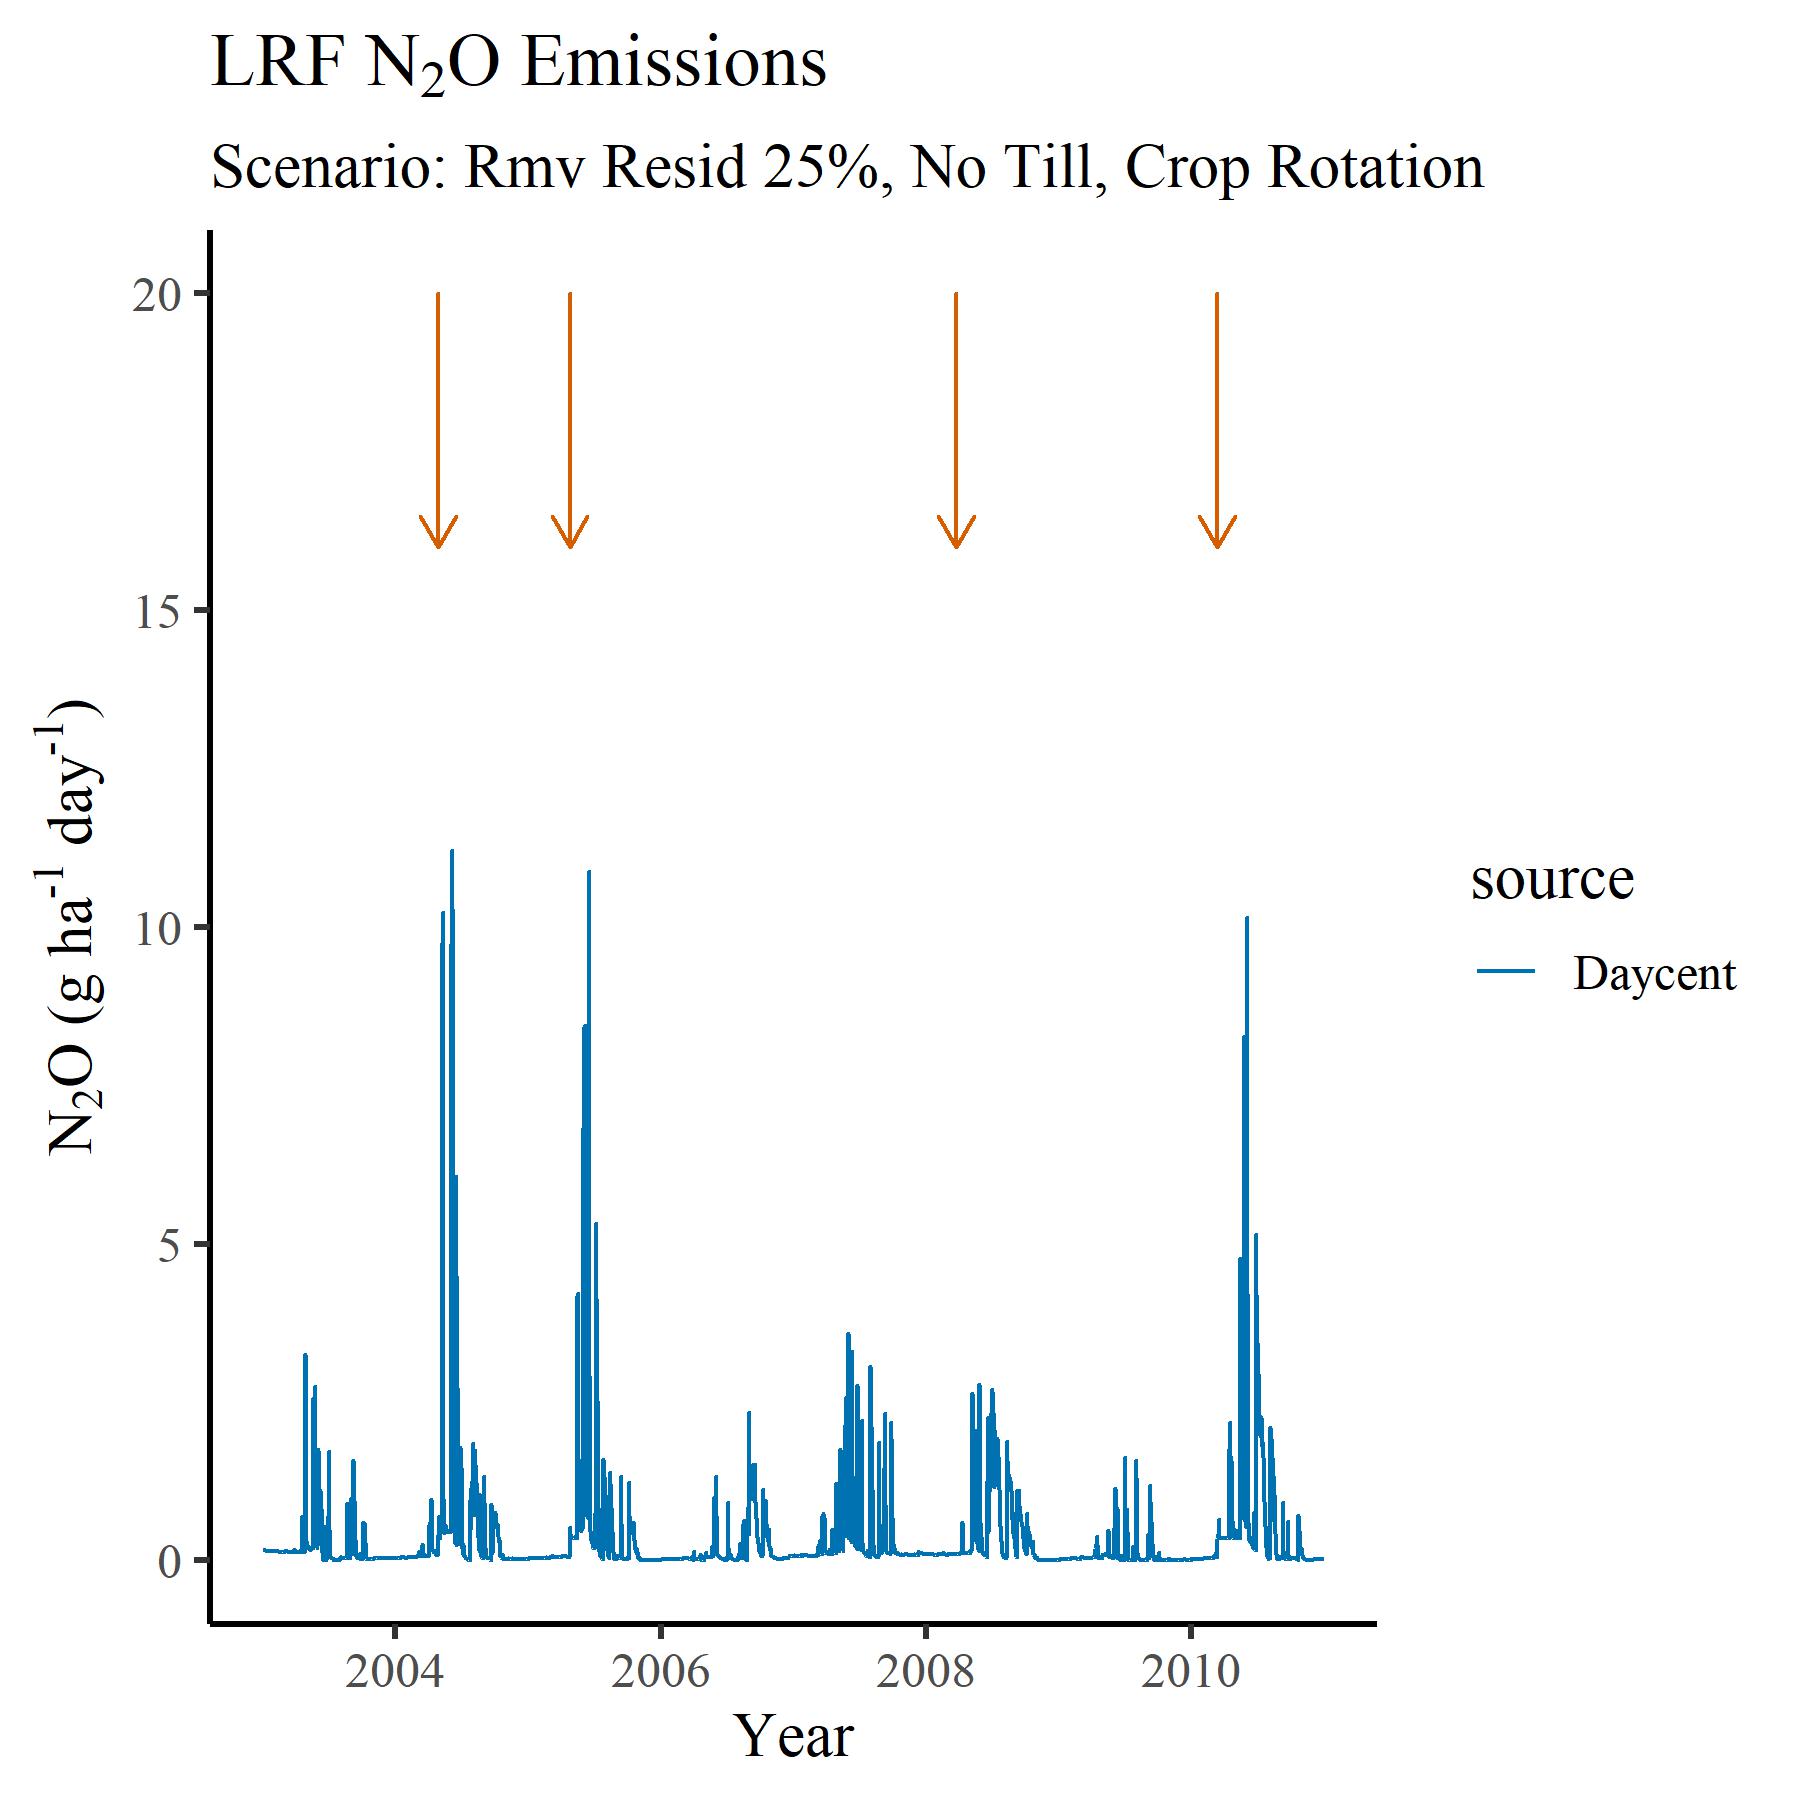 LRF N₂O Emissions
Scenario: Rmv Resid 25%, No Till, Crop Rotation
20
15
10
5
0
N₂O (g ha⁻¹ day⁻¹)
2004 2006 2008 2010
Year
source
Daycent